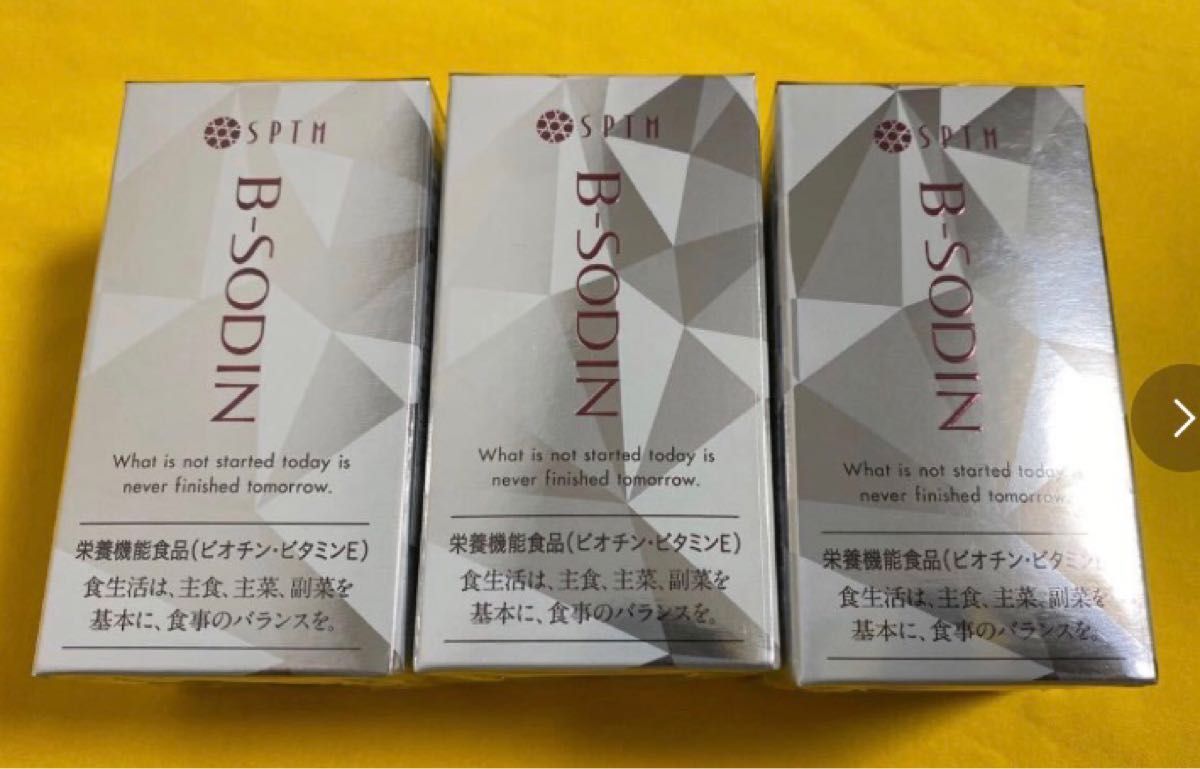 SPTM
B-SODIN
What is not started today is
never finished tomorrow.
栄養機能食品(ビオチン・ビタミンE)
食生活は、主食、主菜、副菜を
基本に、食事のバランスを。
SPTM
B-SODIN
What is not started today is
never finished tomorrow.
栄養機能食品(ビオチン・ビタミンE)
食生活は、主食、主菜、副菜を
基本に、食事のバランスを。
SPTM
B-SODIN
What is not started today is
never finished tomorrow.
栄養機能食品(ビオチン・ビタミンE
食生活は、主食、主菜、副菜を
基本に、食事のバランスを。